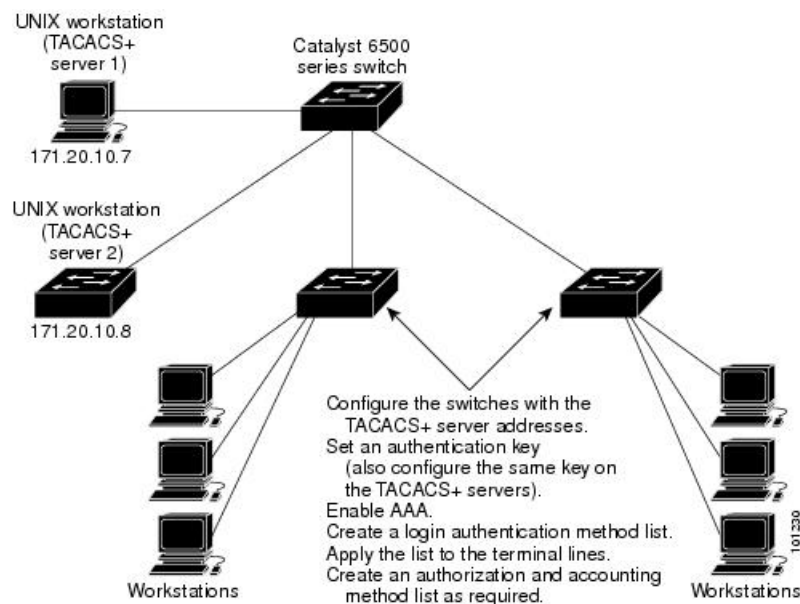 UNIX workstation
(TACACS+
server 1)
Catalyst 6500
series switch
171.20.10.7
UNIX workstation
(TACACS+
server 2)
171.20.10.8
Configure the switches with the
TACACS+ server addresses.
Set an authentication key
(also configure the same key on
the TACACS+ servers).
Enable AAA.
Create a login authentication method list.
Apply the list to the terminal lines.
Create an authorization and accounting
method list as required.
Workstations
Workstations
101230